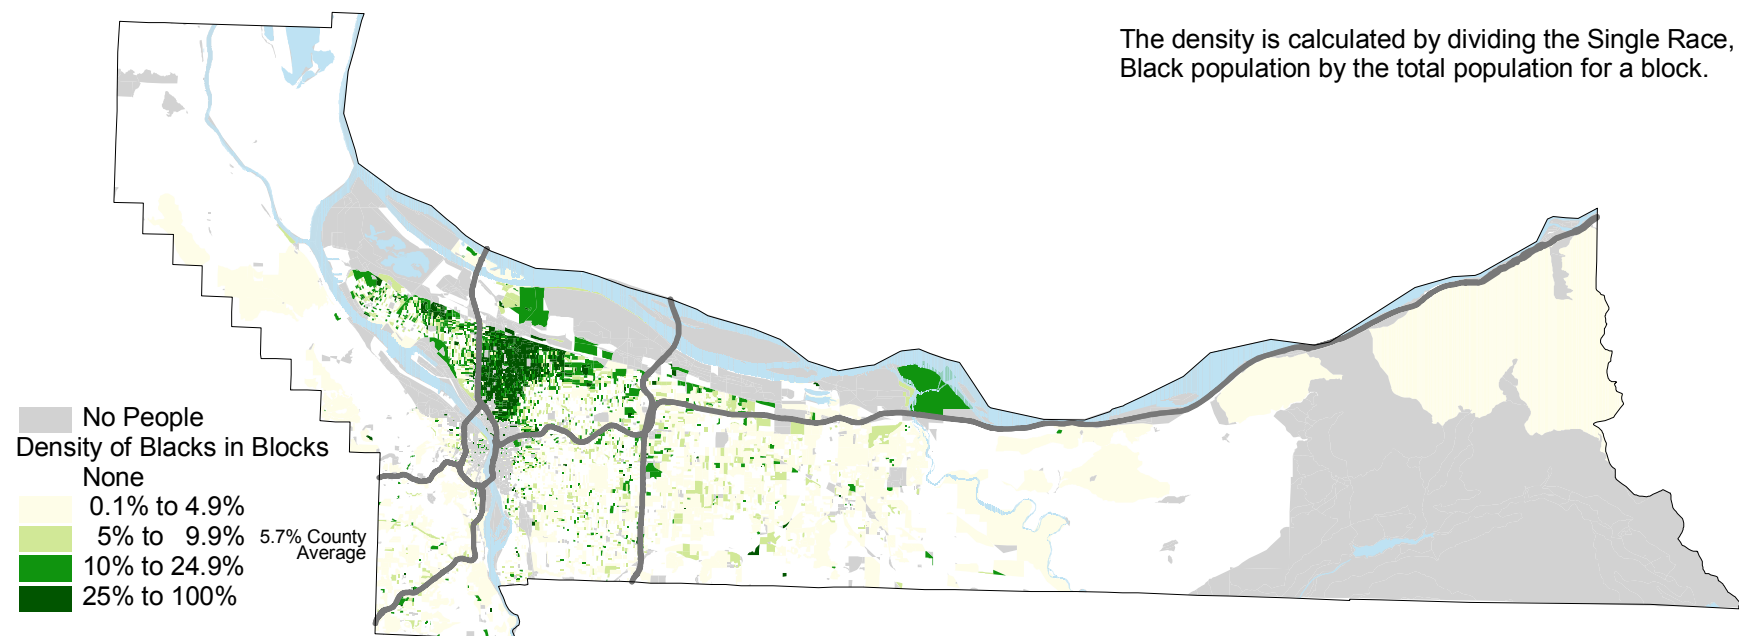 The density is calculated by dividing the Single Race,
Black population by the total population for a block.
No People
Density of Blacks in Blocks
None
0.1% to 4.9%
5% to 9.9%
5.7% County
Average
10% to 24.9%
25% to 100%